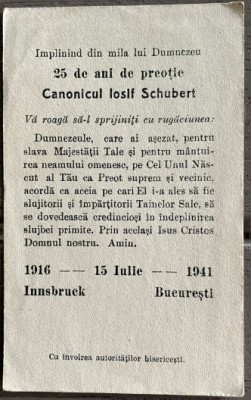 Implinind din mila lui Dumnezeu
25 de ani de preoție
Canonicul Iosif Schubert
Vă roagă să-l sprijiniți cu rugăciunea:
Dumnezeule, care ai așezat, pentru
slava Majestății Tale și pentru mântui-
rea neamului omenesc, pe Cel Unul Năs-
cut al Tău ca Preot suprem și vecinic,
acordă ca aceia pe cari El i-a ales să fie
slujitorii și împărțitorii Tainelor Sale, să
se dovedească credincioși în îndeplinirea
slujbei primite. Prin același Isus Cristos
Domnul nostru. Amin.
1916 —— 15 Iulie —— 1941
Innsbruck București
Cu învoirea autorităților bisericești.